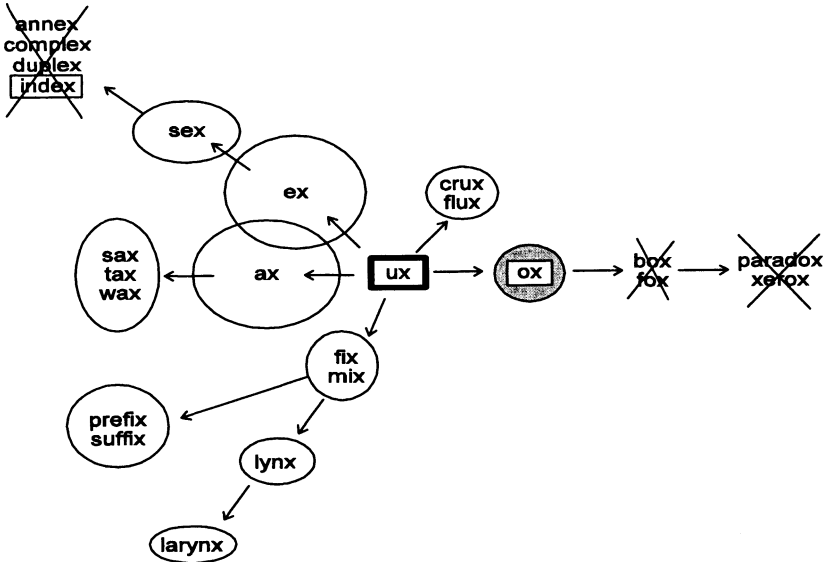 annex
complex
duplex
index
sex
ex
crux
flux
sax
tax
wax
ax
ux
ox
box
fox
paradox
xerox
fix
mix
prefix
suffix
lynx
larynx